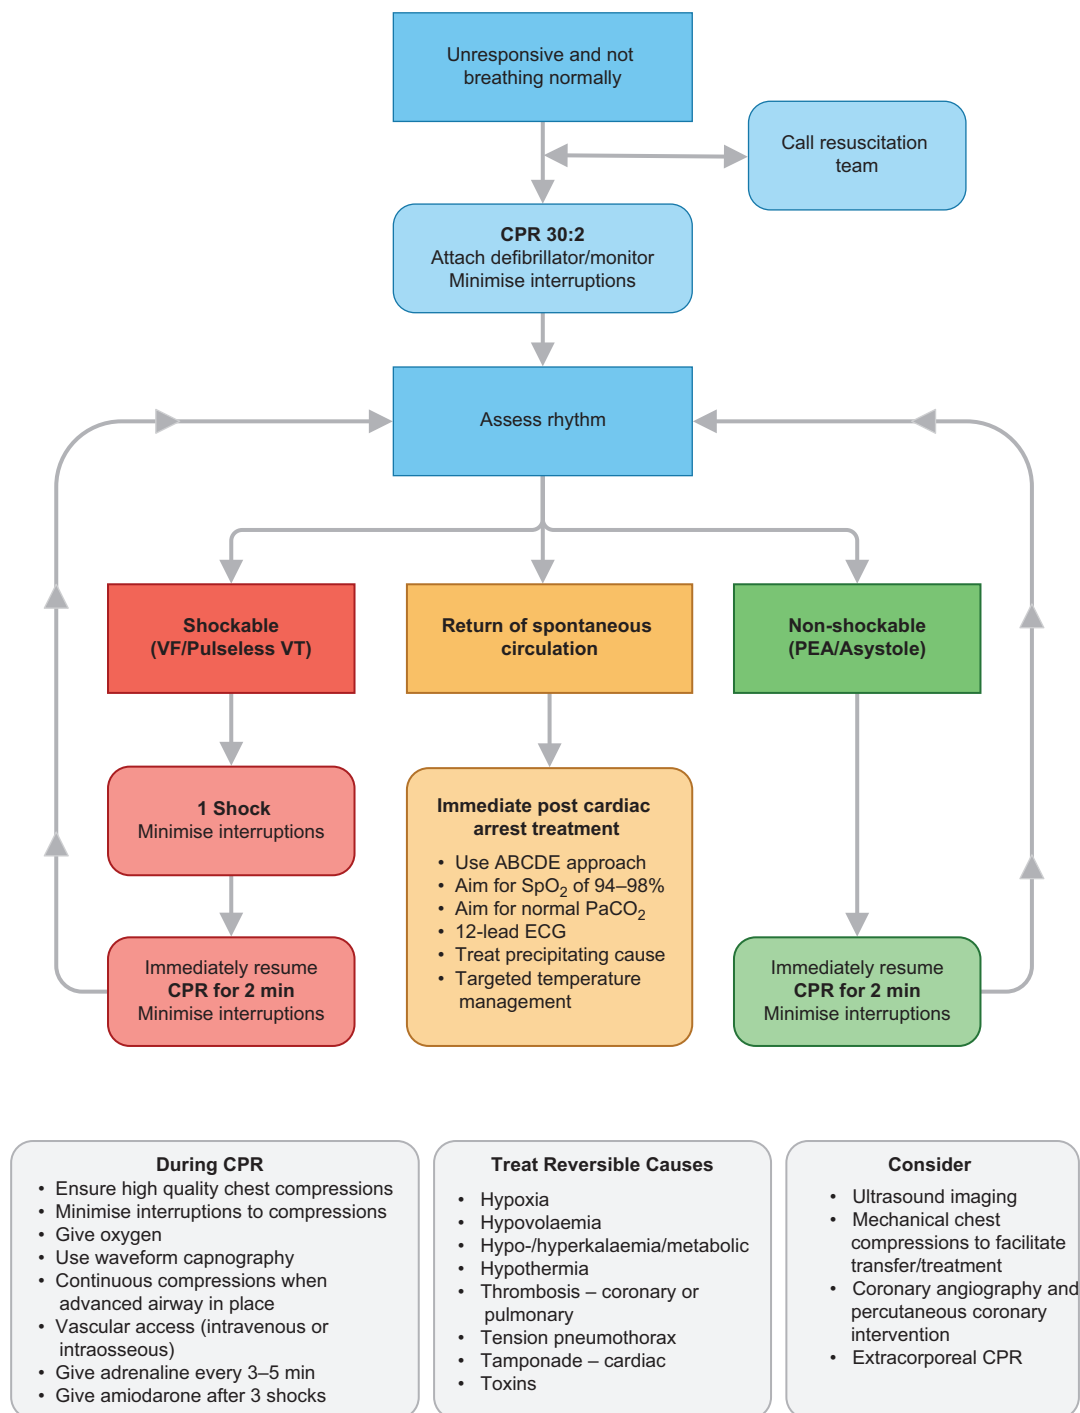 Unresponsive and not
breathing normally
Call resuscitation
team
CPR 30:2
Attach defibrillator/monitor
Minimise interruptions
Assess rhythm
Shockable
(VF/Pulseless VT)
Return of spontaneous
circulation
Non-shockable
(PEA/Asystole)
1 Shock
Minimise interruptions
Immediate post cardiac
arrest treatment
• Use ABCDE approach
• Aim for SpO₂ of 94–98%
• Aim for normal PaCO₂
• 12-lead ECG
• Treat precipitating cause
• Targeted temperature
management
Immediately resume
CPR for 2 min
Minimise interruptions
Immediately resume
CPR for 2 min
Minimise interruptions
During CPR
• Ensure high quality chest compressions
• Minimise interruptions to compressions
• Give oxygen
• Use waveform capnography
• Continuous compressions when
advanced airway in place
• Vascular access (intravenous or
intraosseous)
• Give adrenaline every 3–5 min
• Give amiodarone after 3 shocks
Treat Reversible Causes
• Hypoxia
• Hypovolaemia
• Hypo-/hyperkalaemia/metabolic
• Hypothermia
• Thrombosis – coronary or
pulmonary
• Tension pneumothorax
• Tamponade – cardiac
• Toxins
Consider
• Ultrasound imaging
• Mechanical chest
compressions to facilitate
transfer/treatment
• Coronary angiography and
percutaneous coronary
intervention
• Extracorporeal CPR